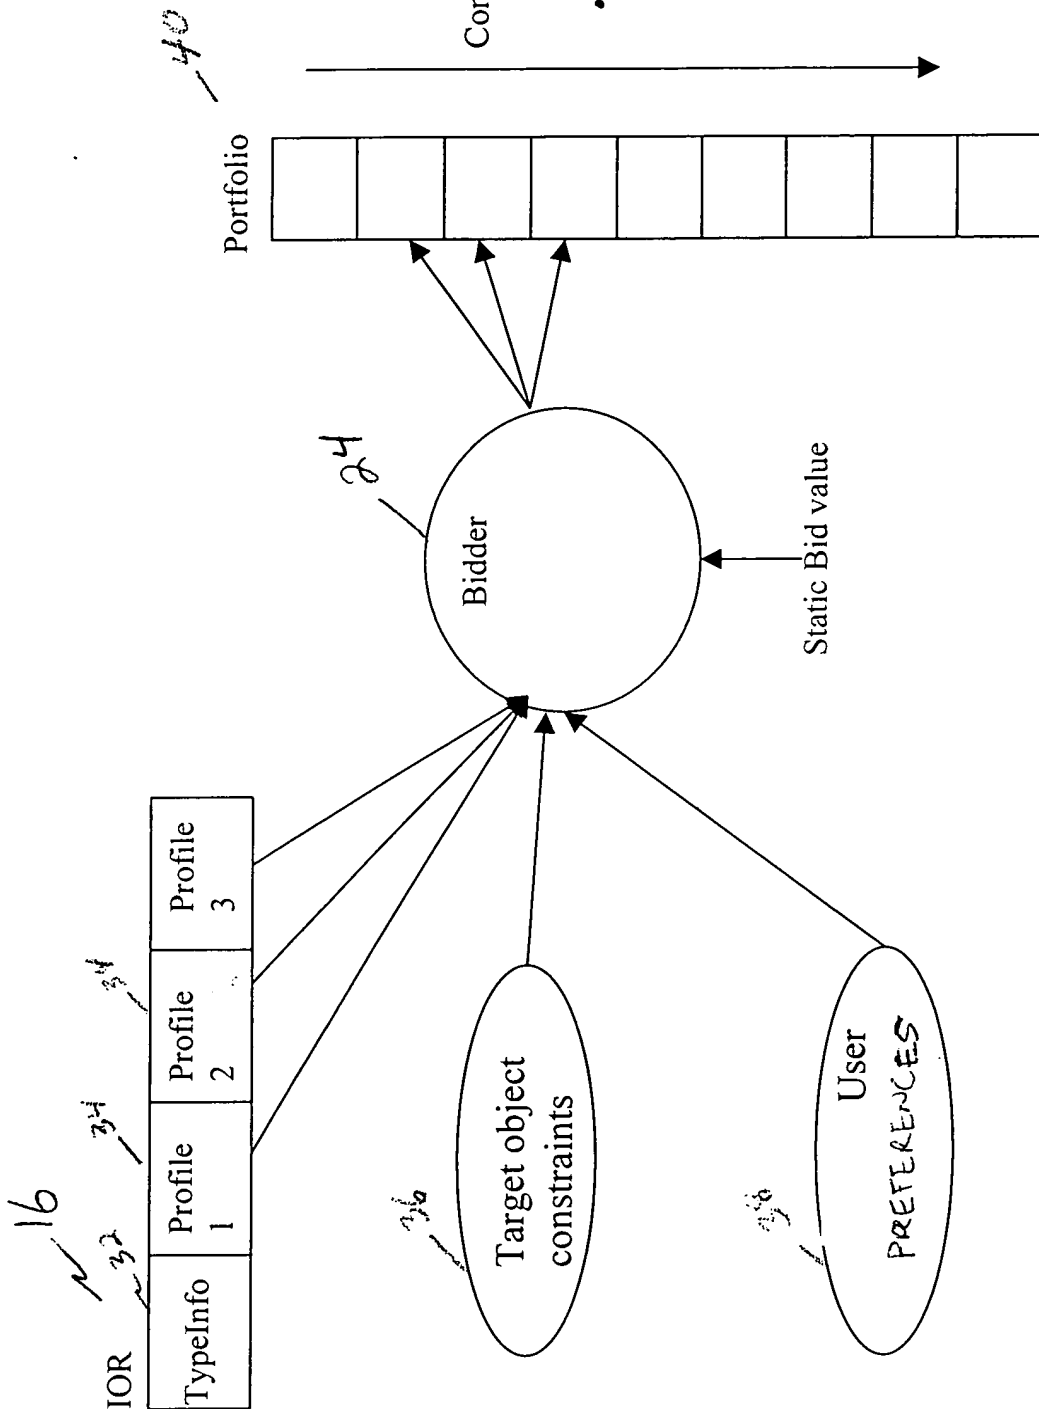 16
IOR
32
34
34
TypeInfo
Profile
1
Profile
2
Profile
3
36
Target object
constraints
User
PREFERENCES
24
Bidder
Static Bid value
Portfolio
40